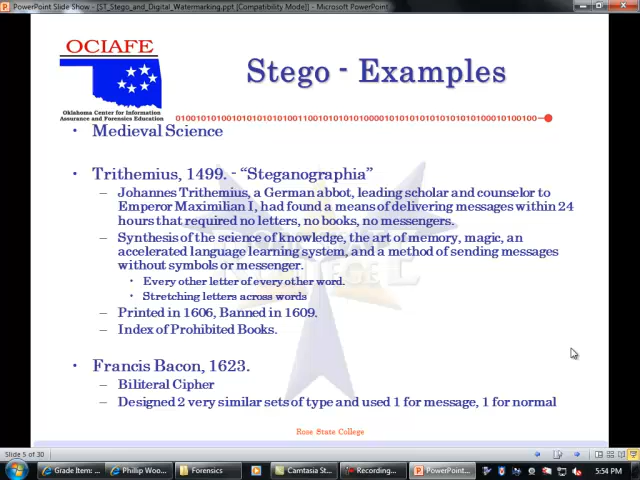 PowerPoint Slide Show - [ST_Stego_and_Digital_Watermarking.ppt [Compatibility Mode]] - Microsoft PowerPoint
OCIAFE
Oklahoma Center for Information
Assurance and Forensics Education
Stego - Examples
Medieval Science
Trithemius, 1499. - “Steganographia”
– Johannes Trithemius, a German abbot, leading scholar and counselor to
Emperor Maximilian I, had found a means of delivering messages within 24
hours that required no letters, no books, no messengers.
– Synthesis of the science of knowledge, the art of memory, magic, an
accelerated language learning system, and a method of sending messages
without symbols or messenger.
• Every other letter of every other word.
• Stretching letters across words
– Printed in 1606, Banned in 1609.
– Index of Prohibited Books.
• Francis Bacon, 1623.
– Biliteral Cipher
– Designed 2 very similar sets of type and used 1 for message, 1 for normal
Rose State College
Slide 5 of 30
Grade Item: ...
Phillip Woo...
Forensics
Camtasia St...
Recording...
PowerPoint...
5:54 PM